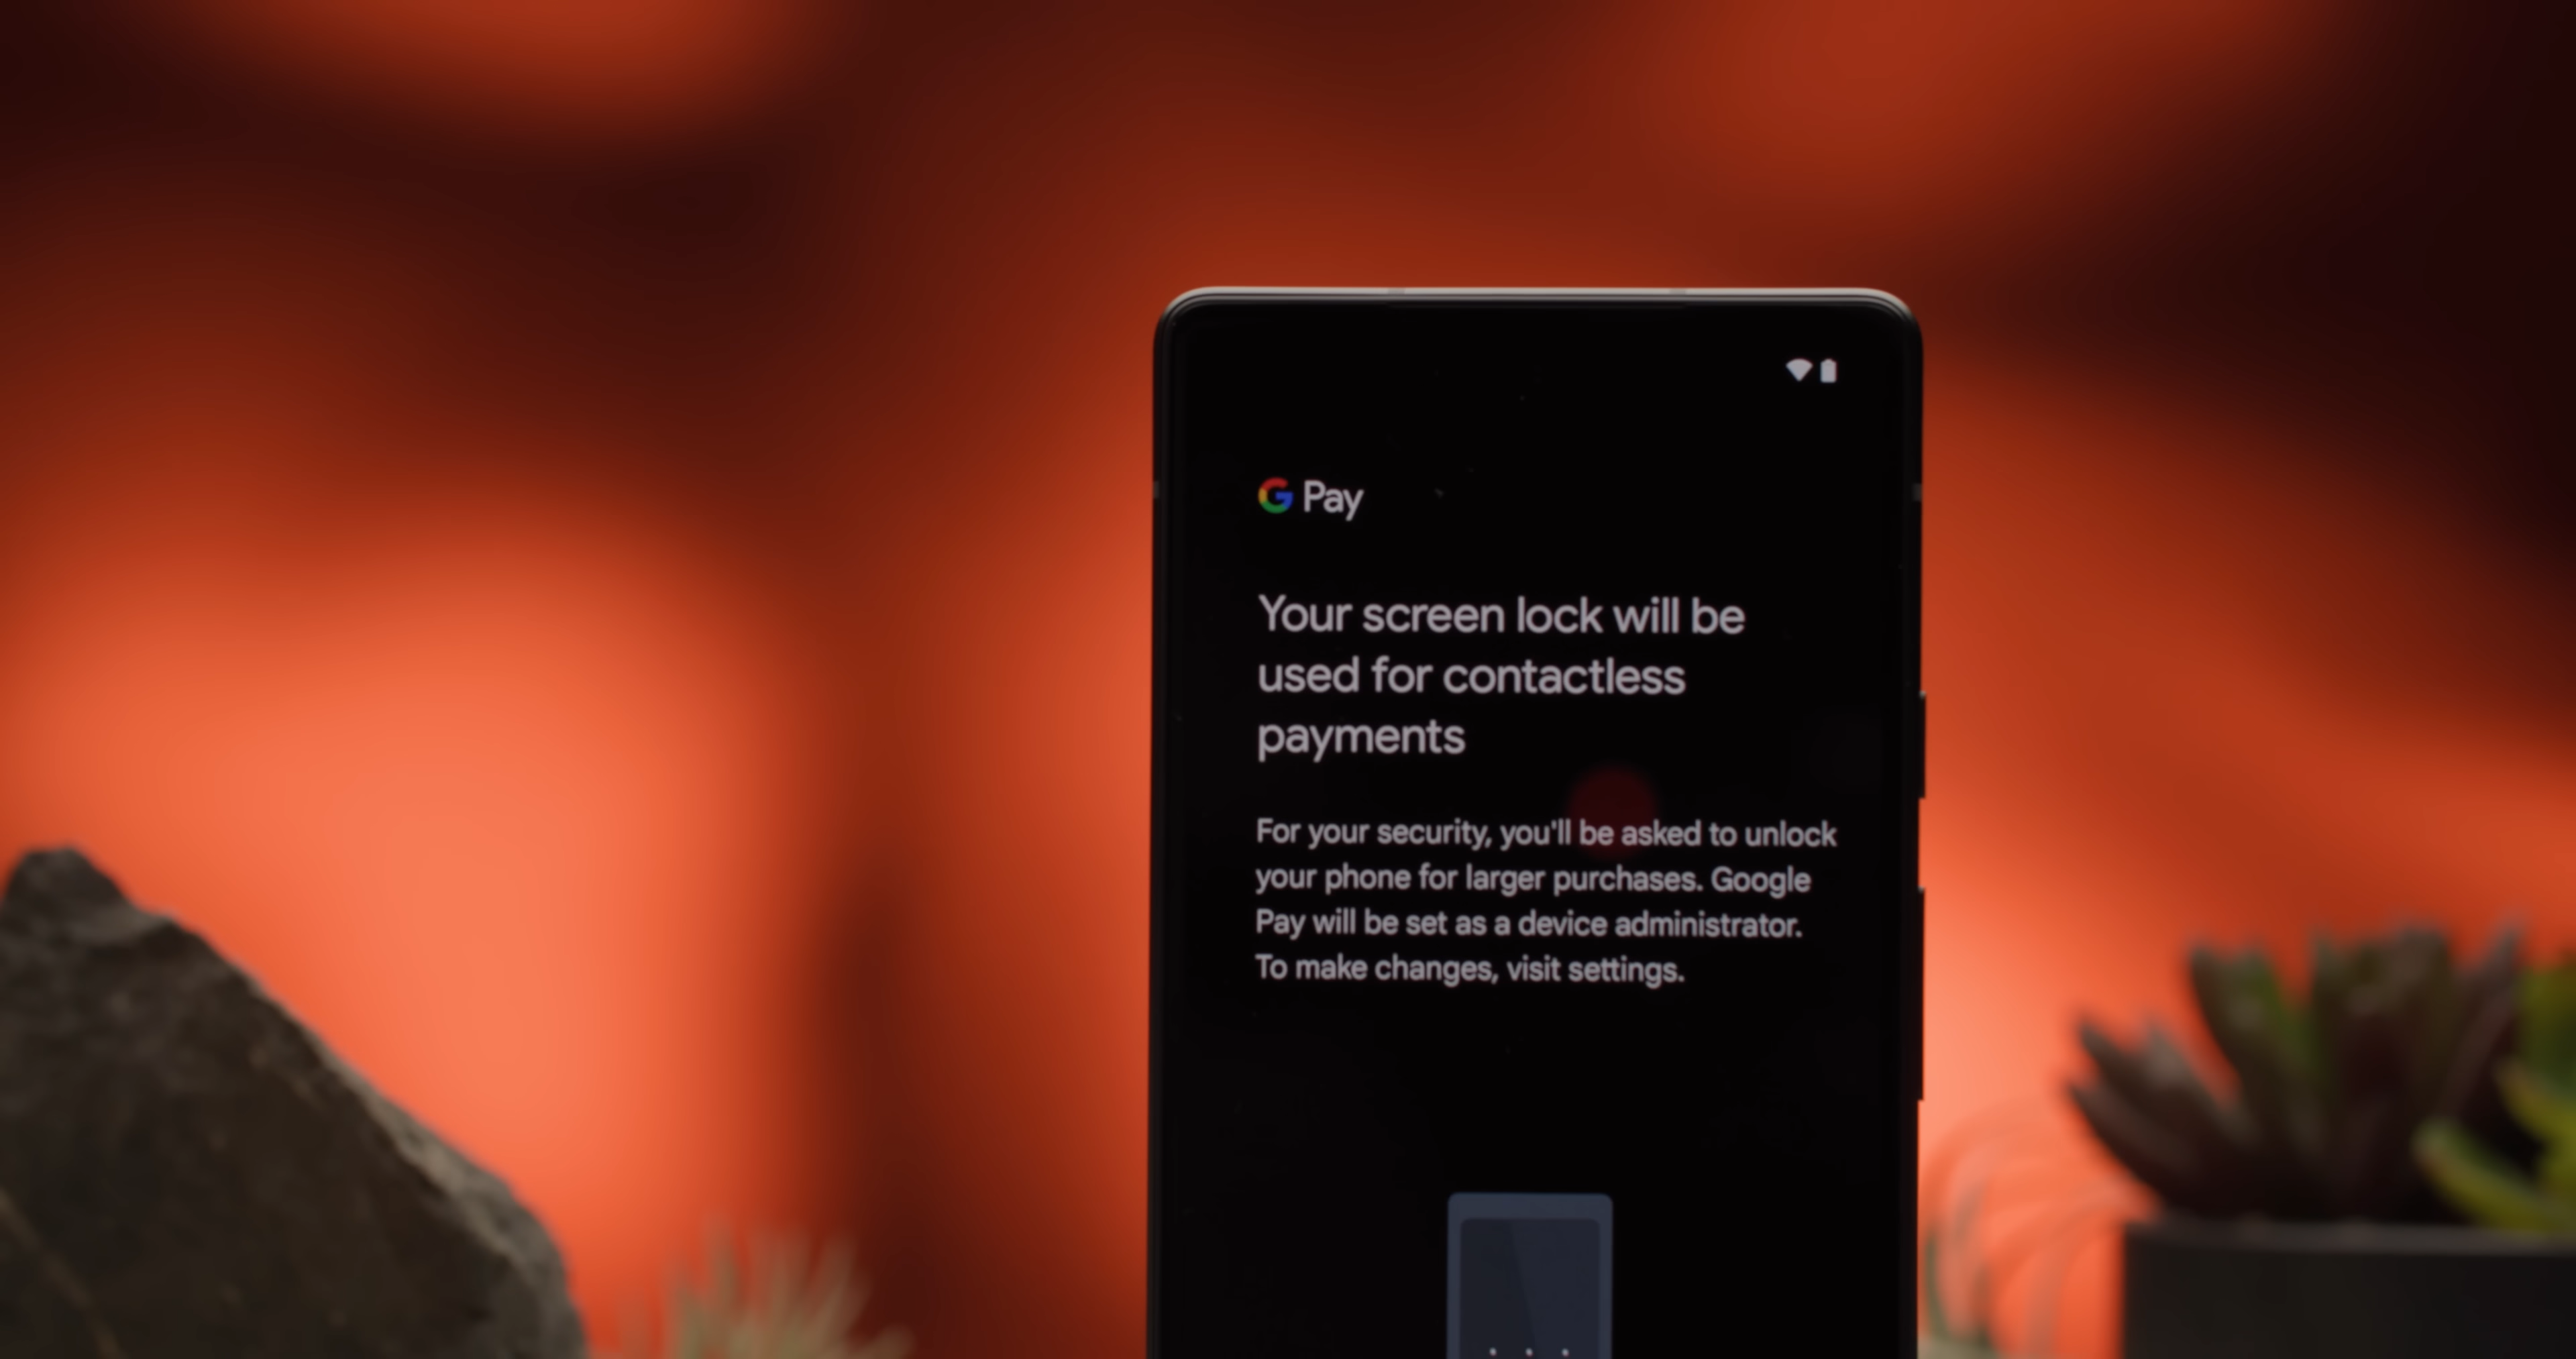 G Pay
Your screen lock will be
used for contactless
payments
For your security, you'll be asked to unlock
your phone for larger purchases. Google
Pay will be set as a device administrator.
To make changes, visit settings.